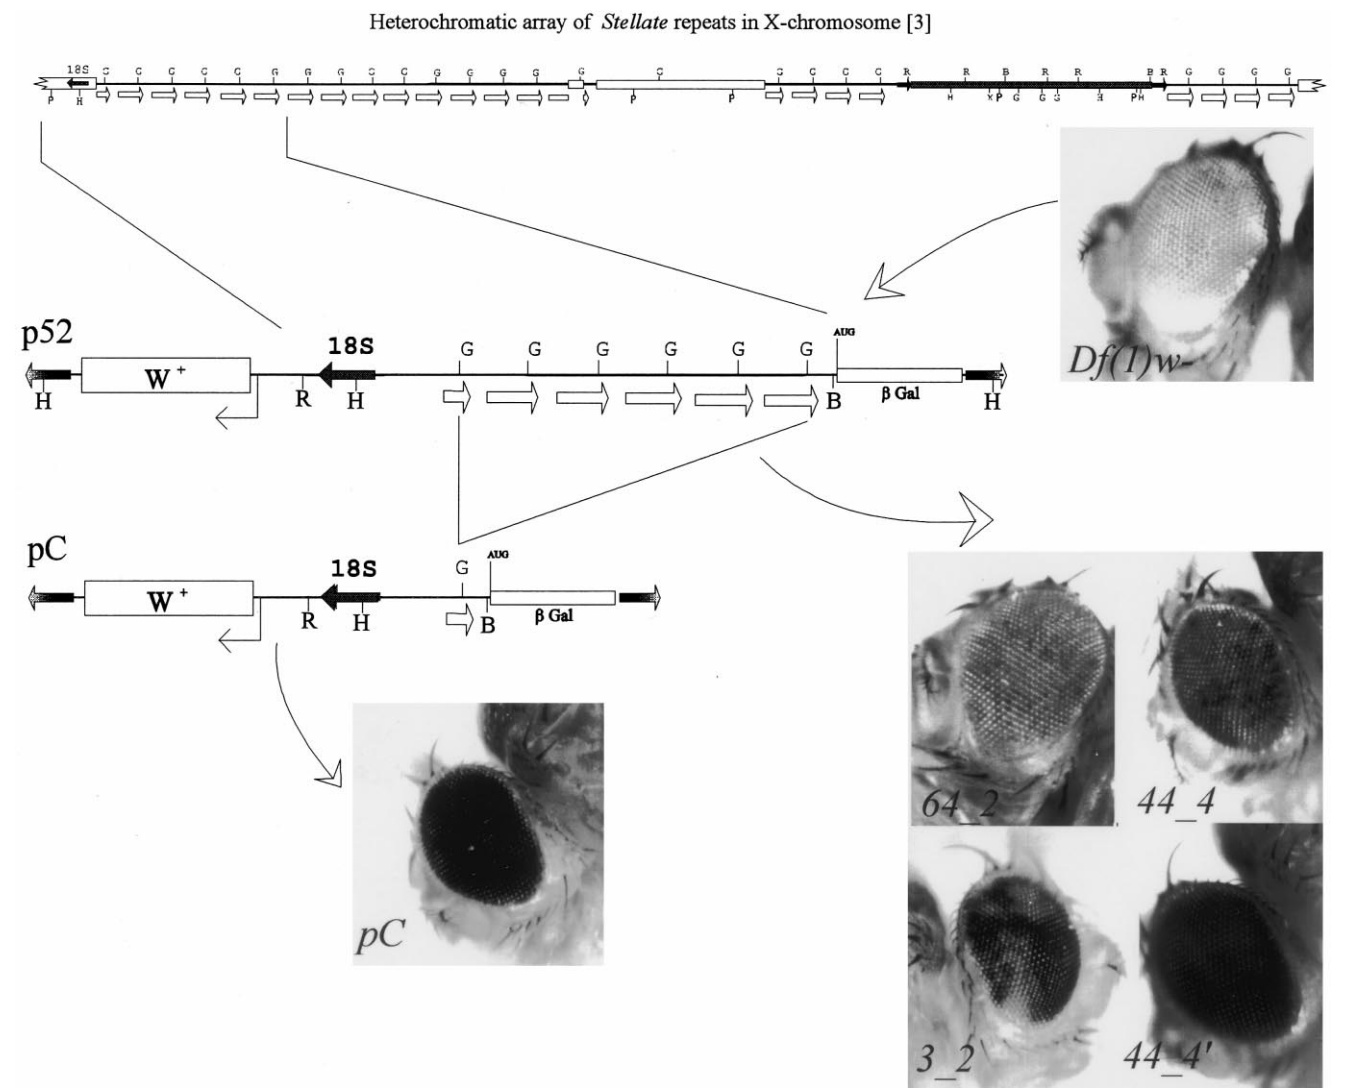 Heterochromatic array of Stellate repeats in X-chromosome [3]
18S G G G G G G G G G G G G G G G G G G G G R R B R R B R G G G G
P H G P P H X P G G G H P H
Df(1)w-
p52
W+ 18S G G G G G G AUG
H R H B β Gal H
pC
W+ 18S G AUG
R H B β Gal
64_2 44_4
pC
3_2 44_4'